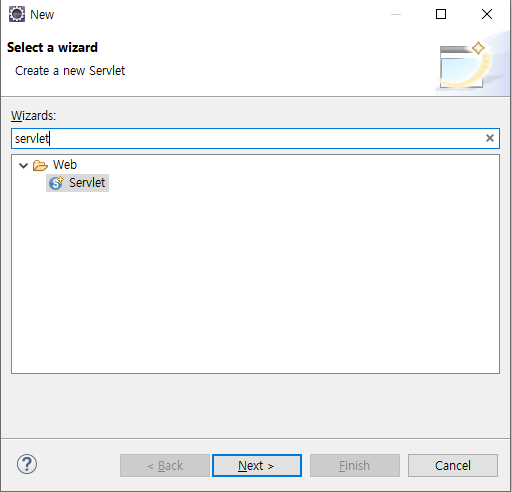 New
Select a wizard
Create a new Servlet
Wizards:
servlet
Web
Servlet
< Back
Next >
Finish
Cancel